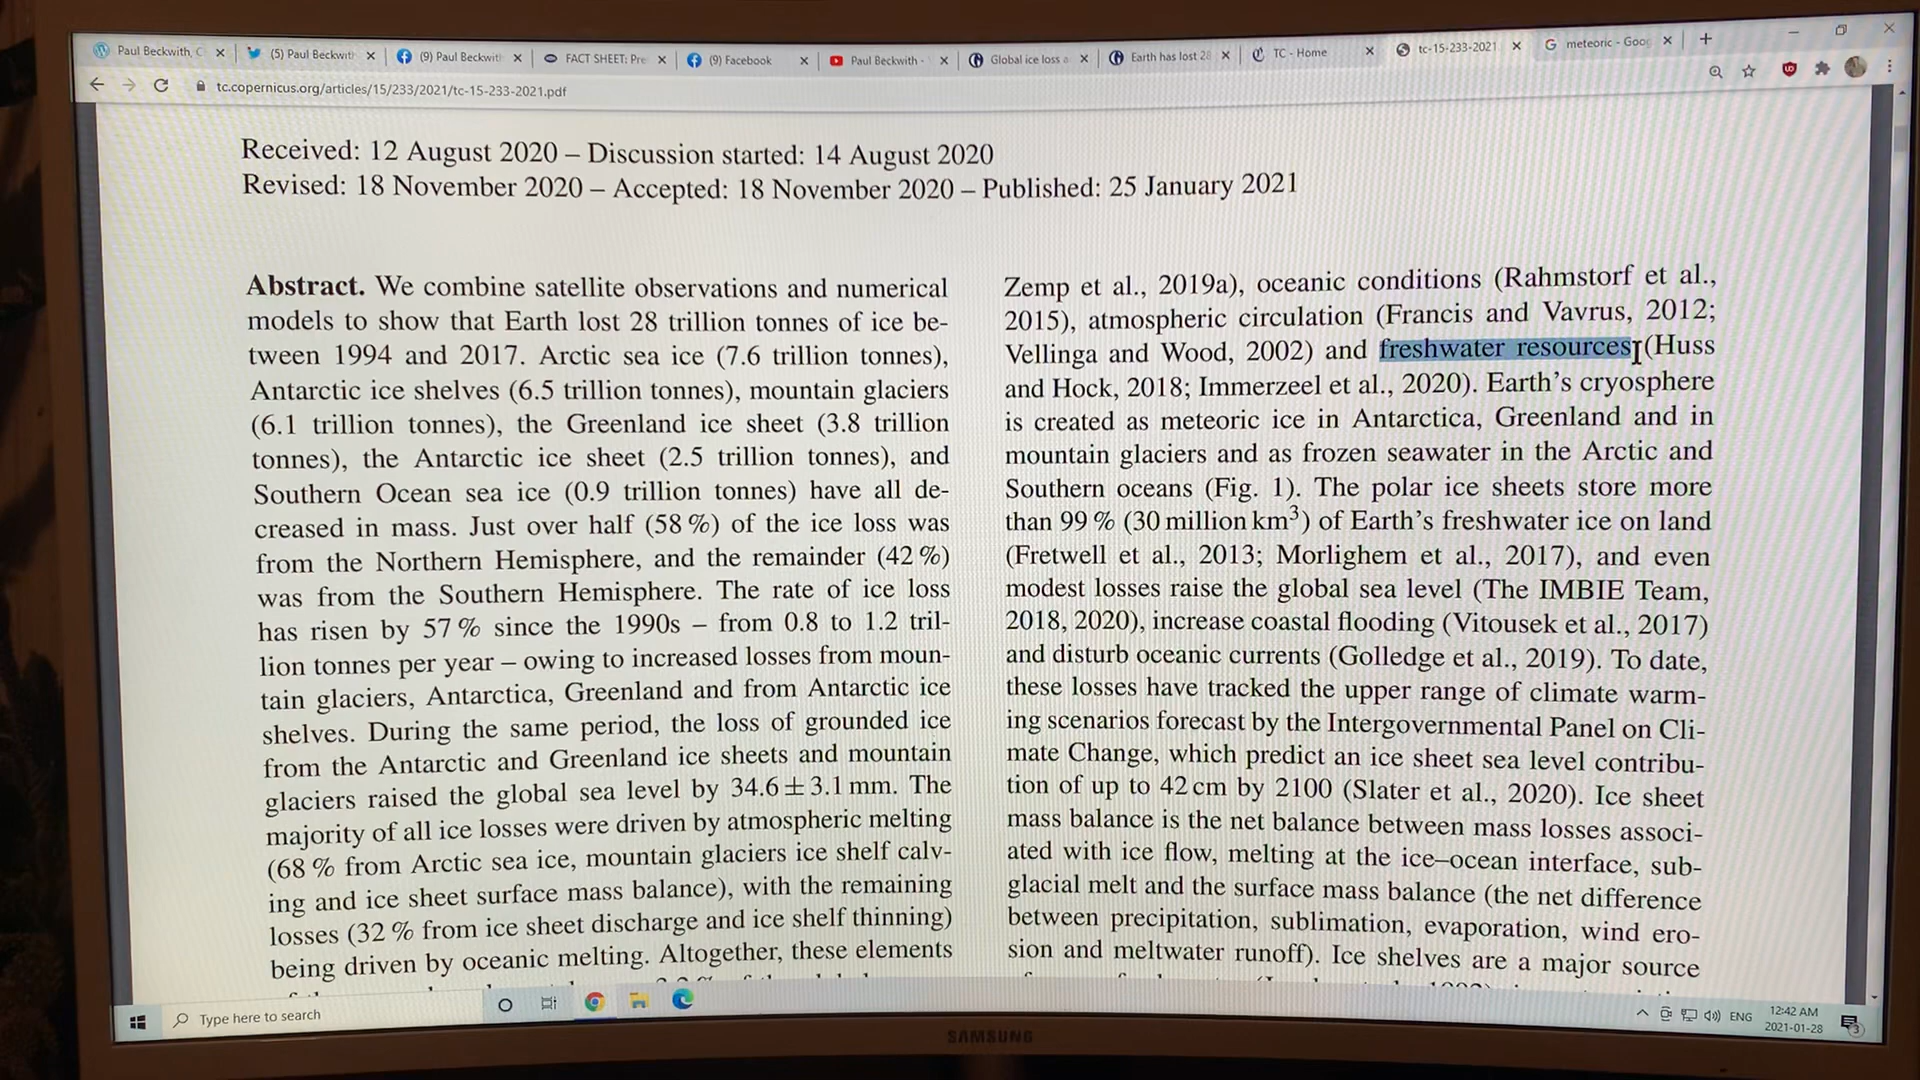 Paul Beckwith, C
(5) Paul Beckwith
(9) Paul Beckwit
FACT SHEET: Pre
(9) Facebook
Paul Beckwith -
Global ice loss a
Earth has lost 28
TC - Home
tc-15-233-2021
meteoric - Goog
tc.copernicus.org/articles/15/233/2021/tc-15-233-2021.pdf
Received: 12 August 2020 – Discussion started: 14 August 2020
Revised: 18 November 2020 – Accepted: 18 November 2020 – Published: 25 January 2021
Abstract. We combine satellite observations and numerical
models to show that Earth lost 28 trillion tonnes of ice be-
tween 1994 and 2017. Arctic sea ice (7.6 trillion tonnes),
Antarctic ice shelves (6.5 trillion tonnes), mountain glaciers
(6.1 trillion tonnes), the Greenland ice sheet (3.8 trillion
tonnes), the Antarctic ice sheet (2.5 trillion tonnes), and
Southern Ocean sea ice (0.9 trillion tonnes) have all de-
creased in mass. Just over half (58 %) of the ice loss was
from the Northern Hemisphere, and the remainder (42 %)
was from the Southern Hemisphere. The rate of ice loss
has risen by 57 % since the 1990s – from 0.8 to 1.2 tril-
lion tonnes per year – owing to increased losses from moun-
tain glaciers, Antarctica, Greenland and from Antarctic ice
shelves. During the same period, the loss of grounded ice
from the Antarctic and Greenland ice sheets and mountain
glaciers raised the global sea level by 34.6 ± 3.1 mm. The
majority of all ice losses were driven by atmospheric melting
(68 % from Arctic sea ice, mountain glaciers ice shelf calv-
ing and ice sheet surface mass balance), with the remaining
losses (32 % from ice sheet discharge and ice shelf thinning)
being driven by oceanic melting. Altogether, these elements
Zemp et al., 2019a), oceanic conditions (Rahmstorf et al.,
2015), atmospheric circulation (Francis and Vavrus, 2012;
Vellinga and Wood, 2002) and freshwater resources (Huss
and Hock, 2018; Immerzeel et al., 2020). Earth's cryosphere
is created as meteoric ice in Antarctica, Greenland and in
mountain glaciers and as frozen seawater in the Arctic and
Southern oceans (Fig. 1). The polar ice sheets store more
than 99 % (30 million km³) of Earth's freshwater ice on land
(Fretwell et al., 2013; Morlighem et al., 2017), and even
modest losses raise the global sea level (The IMBIE Team,
2018, 2020), increase coastal flooding (Vitousek et al., 2017)
and disturb oceanic currents (Golledge et al., 2019). To date,
these losses have tracked the upper range of climate warm-
ing scenarios forecast by the Intergovernmental Panel on Cli-
mate Change, which predict an ice sheet sea level contribu-
tion of up to 42 cm by 2100 (Slater et al., 2020). Ice sheet
mass balance is the net balance between mass losses associ-
ated with ice flow, melting at the ice–ocean interface, sub-
glacial melt and the surface mass balance (the net difference
between precipitation, sublimation, evaporation, wind ero-
sion and meltwater runoff). Ice shelves are a major source
Type here to search
ENG
12:42 AM
2021-01-28
3
SAMSUNG